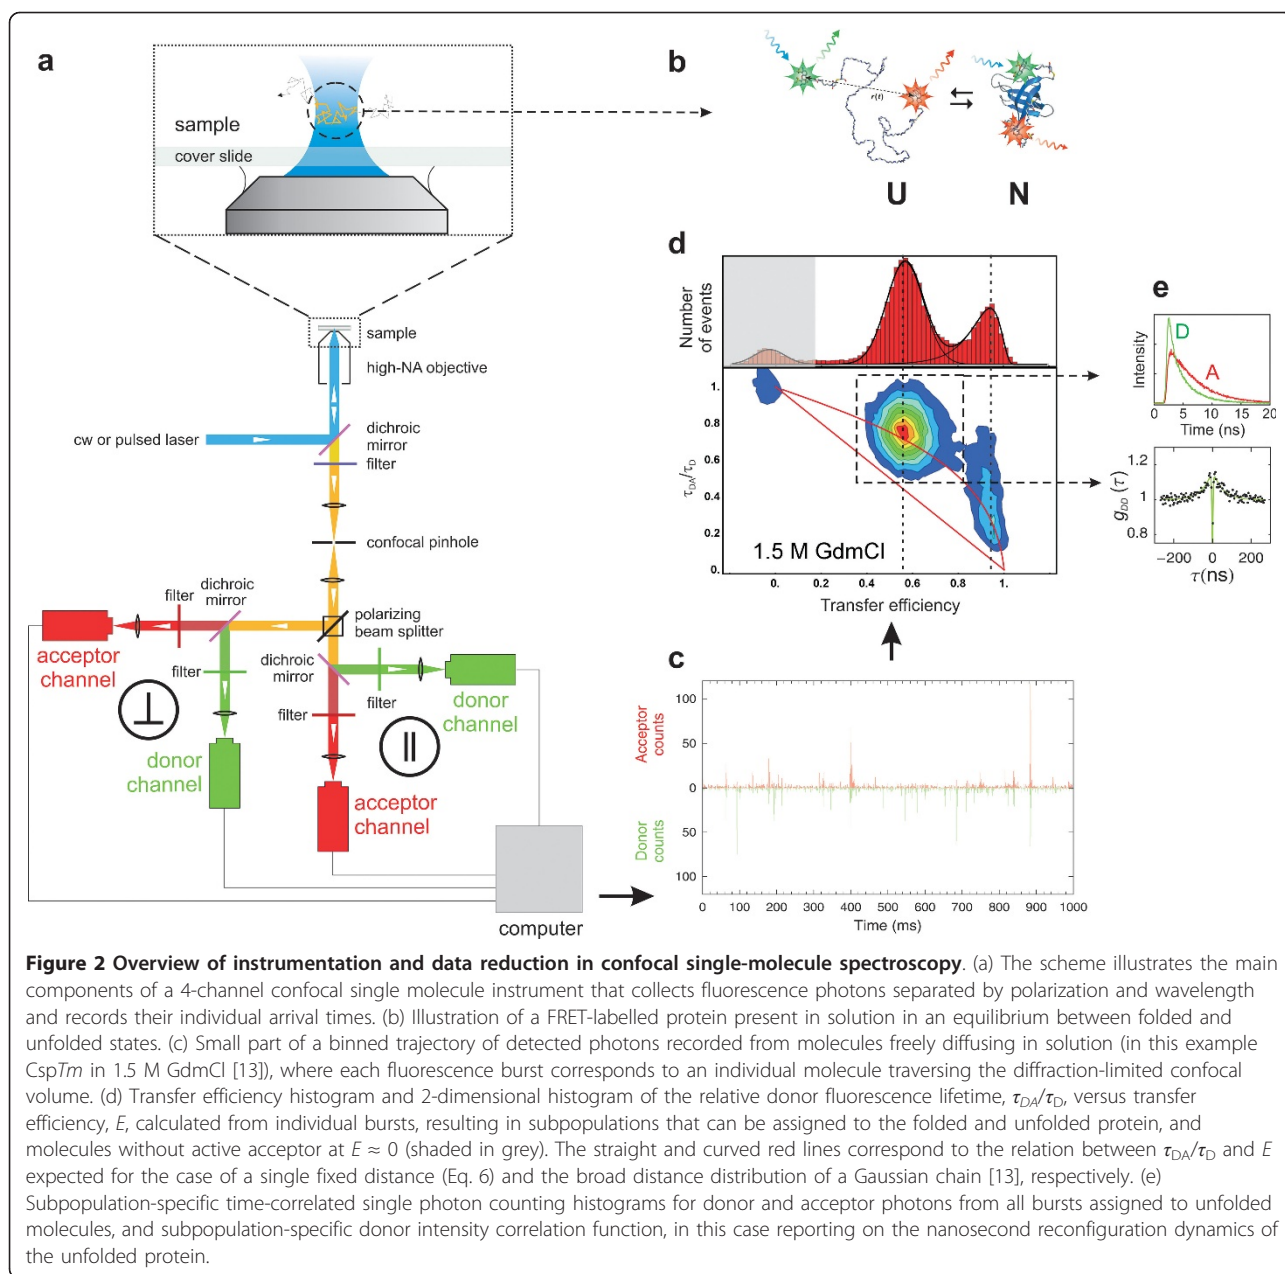 a
sample
cover slide
sample
high-NA objective
cw or pulsed laser
dichroic
mirror
filter
confocal pinhole
dichroic
mirror
filter
polarizing
beam splitter
acceptor
channel
filter
dichroic
mirror
filter
donor
channel
filter
⊥
||
donor
channel
acceptor
channel
computer
b
r(t)
U
N
d
Number
of events
1.
0.8
0.6
0.4
0.2
0.
τDA/τD
1.5 M GdmCl
0.
0.2
0.4
0.6
0.8
1.
Transfer efficiency
e
Intensity
D
A
0
5
10
15
20
Time (ns)
gDD (τ)
1.2
1
0.8
-200
0
200
τ(ns)
c
Acceptor
counts
Donor
counts
100
50
0
50
100
0
100
200
300
400
500
600
700
800
900
1000
Time (ms)
Figure 2 Overview of instrumentation and data reduction in confocal single-molecule spectroscopy. (a) The scheme illustrates the main
components of a 4-channel confocal single molecule instrument that collects fluorescence photons separated by polarization and wavelength
and records their individual arrival times. (b) Illustration of a FRET-labelled protein present in solution in an equilibrium between folded and
unfolded states. (c) Small part of a binned trajectory of detected photons recorded from molecules freely diffusing in solution (in this example
CspTm in 1.5 M GdmCl [13]), where each fluorescence burst corresponds to an individual molecule traversing the diffraction-limited confocal
volume. (d) Transfer efficiency histogram and 2-dimensional histogram of the relative donor fluorescence lifetime, τDA/τD, versus transfer
efficiency, E, calculated from individual bursts, resulting in subpopulations that can be assigned to the folded and unfolded protein, and
molecules without active acceptor at E ≈ 0 (shaded in grey). The straight and curved red lines correspond to the relation between τDA/τD and E
expected for the case of a single fixed distance (Eq. 6) and the broad distance distribution of a Gaussian chain [13], respectively. (e)
Subpopulation-specific time-correlated single photon counting histograms for donor and acceptor photons from all bursts assigned to unfolded
molecules, and subpopulation-specific donor intensity correlation function, in this case reporting on the nanosecond reconfiguration dynamics of
the unfolded protein.